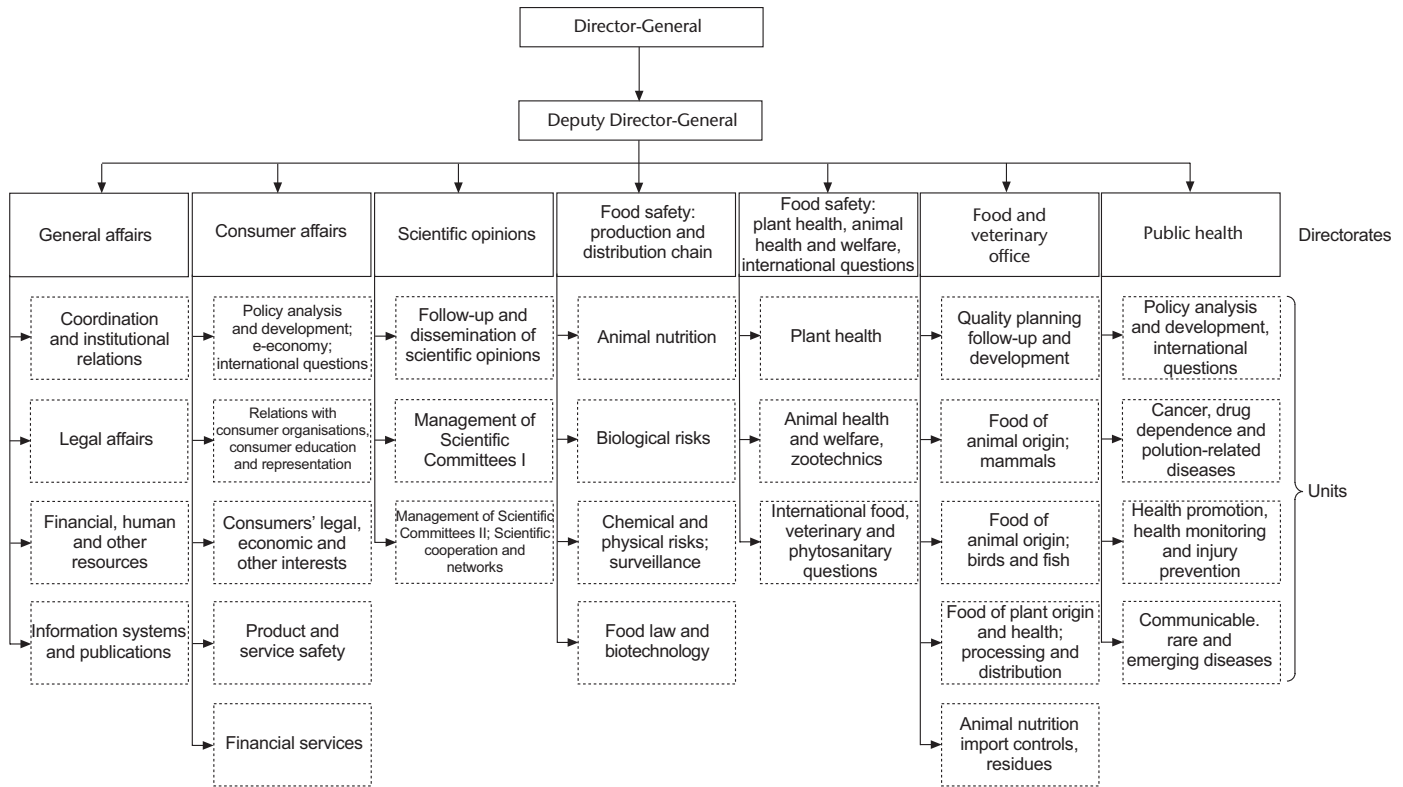 Director-General
Deputy Director-General
General affairs
Consumer affairs
Scientific opinions
Food safety:
production and
distribution chain
Food safety:
plant health, animal
health and welfare,
international questions
Food and
veterinary
office
Public health
Directorates
Coordination
and institutional
relations
Legal affairs
Financial, human
and other
resources
Information systems
and publications
Policy analysis
and development;
e-economy;
international questions
Relations with
consumer organisations,
consumer education
and representation
Consumers' legal,
economic and
other interests
Product and
service safety
Financial services
Follow-up and
dissemination of
scientific opinions
Management of
Scientific
Committees I
Management of Scientific
Committees II; Scientific
cooperation and
networks
Animal nutrition
Biological risks
Chemical and
physical risks;
surveillance
Food law and
biotechnology
Plant health
Animal health
and welfare,
zootechnics
International food,
veterinary and
phytosanitary
questions
Quality planning
follow-up and
development
Food of
animal origin;
mammals
Food of
animal origin;
birds and fish
Food of plant origin
and health;
processing and
distribution
Animal nutrition
import controls,
residues
Policy analysis
and development,
international
questions
Cancer, drug
dependence and
polution-related
diseases
Health promotion,
health monitoring
and injury
prevention
Communicable.
rare and
emerging diseases
Units